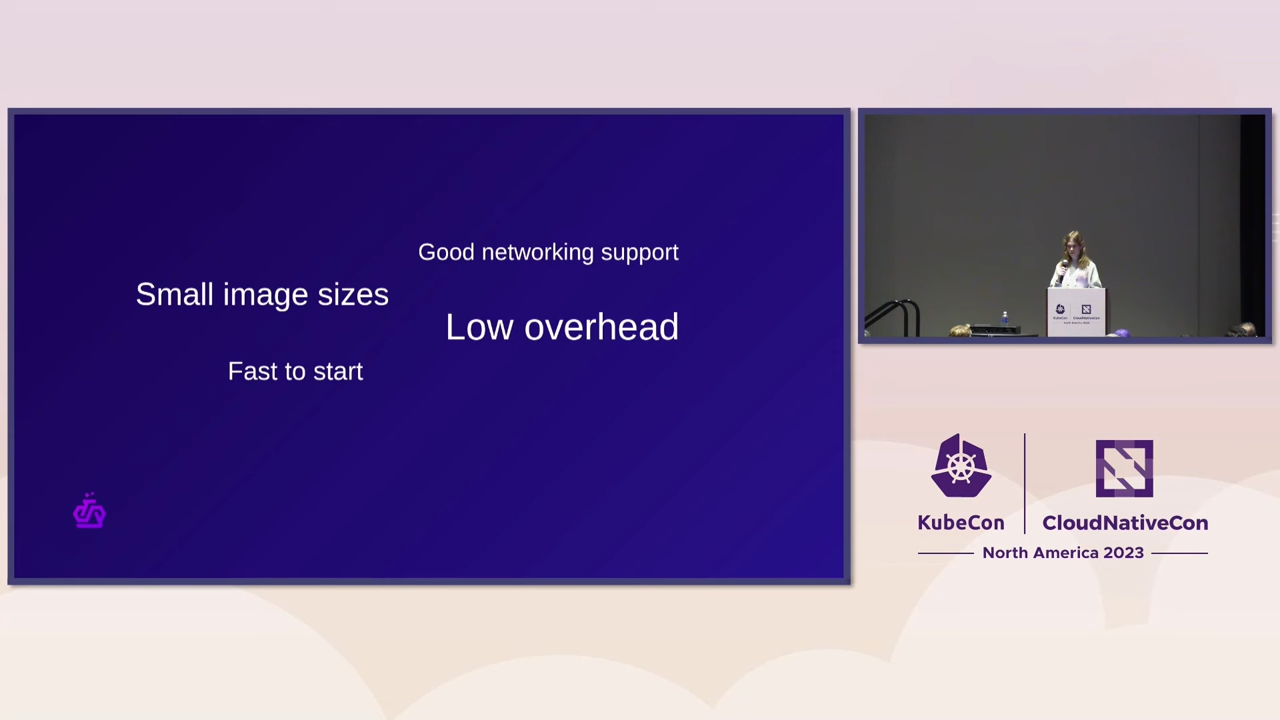 Good networking support
Small image sizes
Low overhead
Fast to start
KubeCon
CloudNativeCon
North America 2023